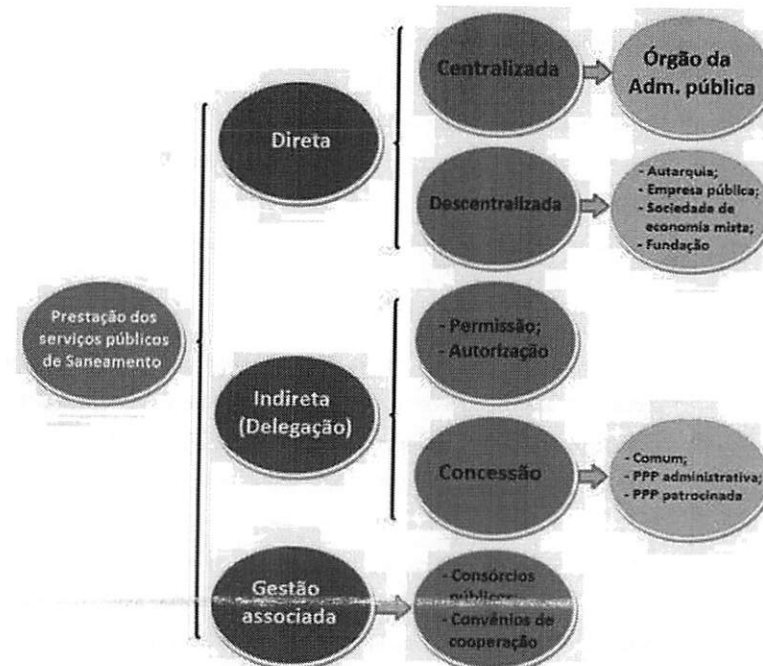 Prestação dos
serviços públicos
de Saneamento
Direta
Centralizada
Órgão da
Adm. pública
Descentralizada
- Autarquia;
- Empresa pública;
- Sociedade de
economia mista;
- Fundação
Indireta
(Delegação)
- Permissão;
- Autorização
Concessão
- Comum;
- PPP administrativa;
- PPP patrocinada
Gestão
associada
- Consórcios
públicos;
- Convênios de
cooperação